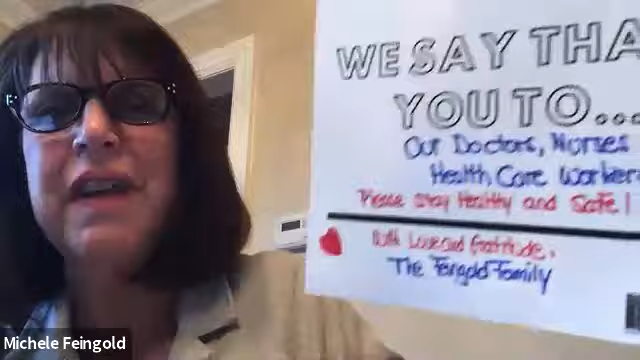 WE SAY THA
YOU TO...
Our Doctors, Nurses
Health Care Worker
Please stay Healthy and Safe!
With Love and Gratitude,
The Feingold Family
Michele Feingold